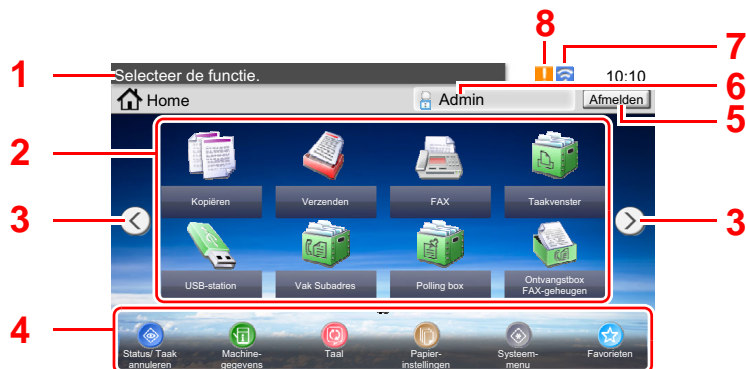 8
7
1
Selecteer de functie.
10:10
6
Home
Admin
Afmelden
5
2
Kopiëren
Verzenden
FAX
Taakvenster
3
3
USB-station
Vak Subadres
Polling box
Ontvangstbox
FAX-geheugen
4
Status/ Taak
annuleren
Machine-
gegevens
Taal
Papier-
instellingen
Systeem-
menu
Favorieten